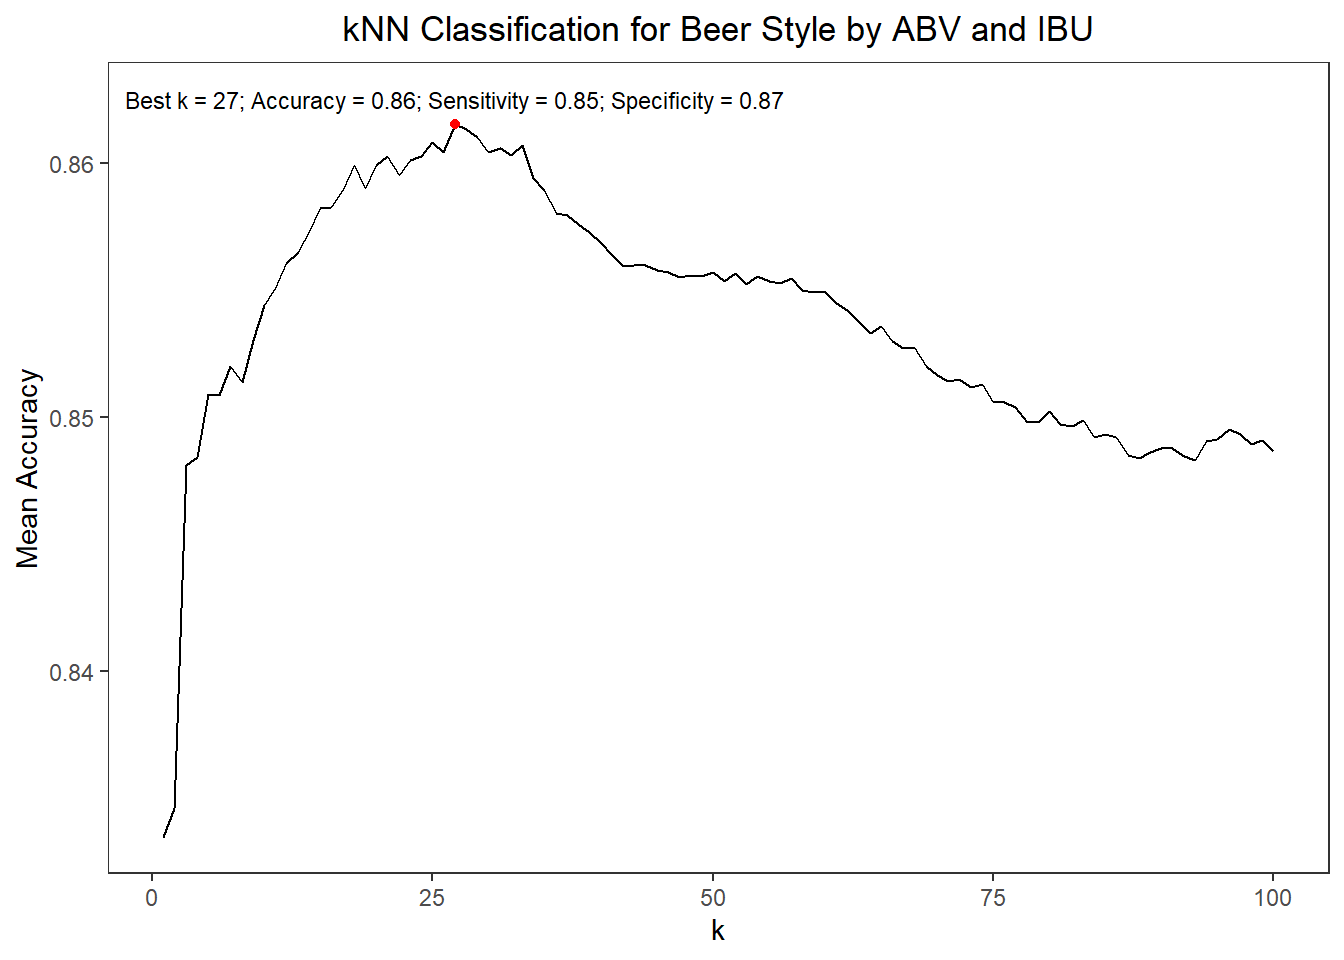 kNN Classification for Beer Style by ABV and IBU
Best k = 27; Accuracy = 0.86; Sensitivity = 0.85; Specificity = 0.87
Mean Accuracy
0.86
0.85
0.84
0
25
50
75
100
k